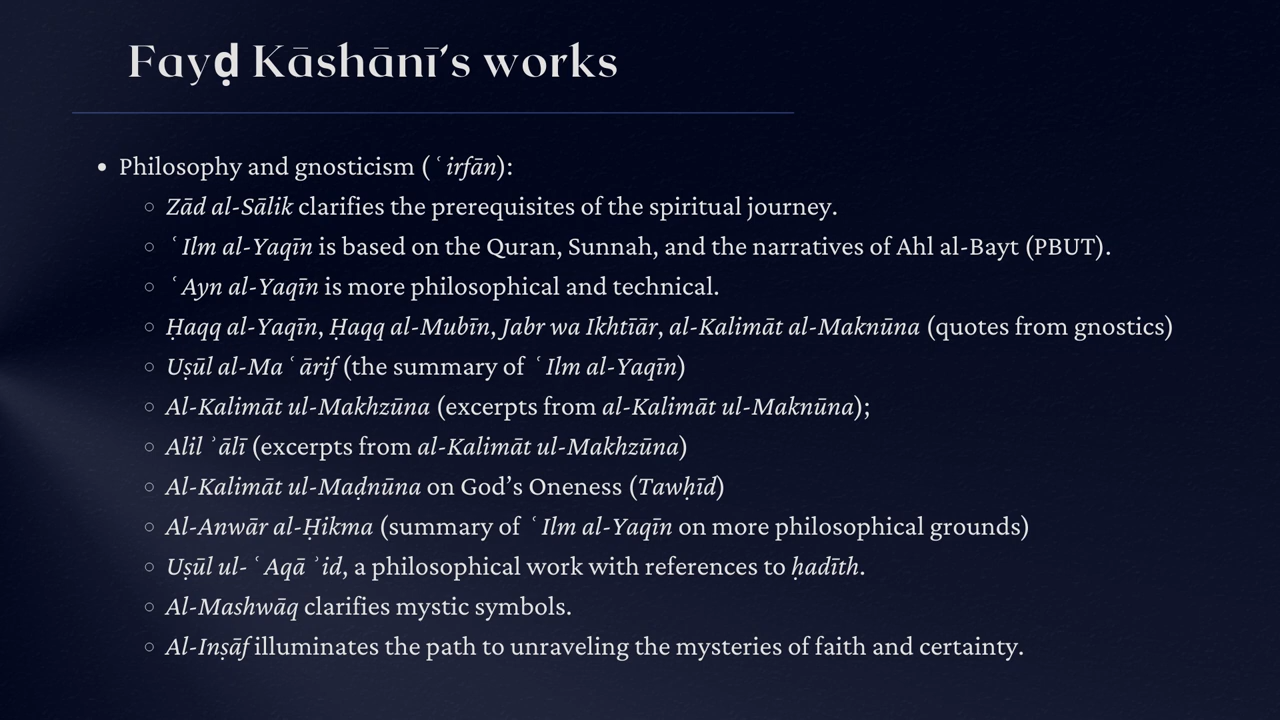 Fayḍ Kāshānī's works
• Philosophy and gnosticism (ʿirfān):
○ Zād al-Sālik clarifies the prerequisites of the spiritual journey.
○ ʿIlm al-Yaqīn is based on the Quran, Sunnah, and the narratives of Ahl al-Bayt (PBUT).
○ ʿAyn al-Yaqīn is more philosophical and technical.
○ Ḥaqq al-Yaqīn, Ḥaqq al-Mubīn, Jabr wa Ikhtīār, al-Kalimāt al-Maknūna (quotes from gnostics)
○ Uṣūl al-Maʿārif (the summary of ʿIlm al-Yaqīn)
○ Al-Kalimāt ul-Makhzūna (excerpts from al-Kalimāt ul-Maknūna);
○ Alilʾālī (excerpts from al-Kalimāt ul-Makhzūna)
○ Al-Kalimāt ul-Maḍnūna on God’s Oneness (Tawḥīd)
○ Al-Anwār al-Ḥikma (summary of ʿIlm al-Yaqīn on more philosophical grounds)
○ Uṣūl ul-ʿAqāʾid, a philosophical work with references to ḥadīth.
○ Al-Mashwāq clarifies mystic symbols.
○ Al-Inṣāf illuminates the path to unraveling the mysteries of faith and certainty.